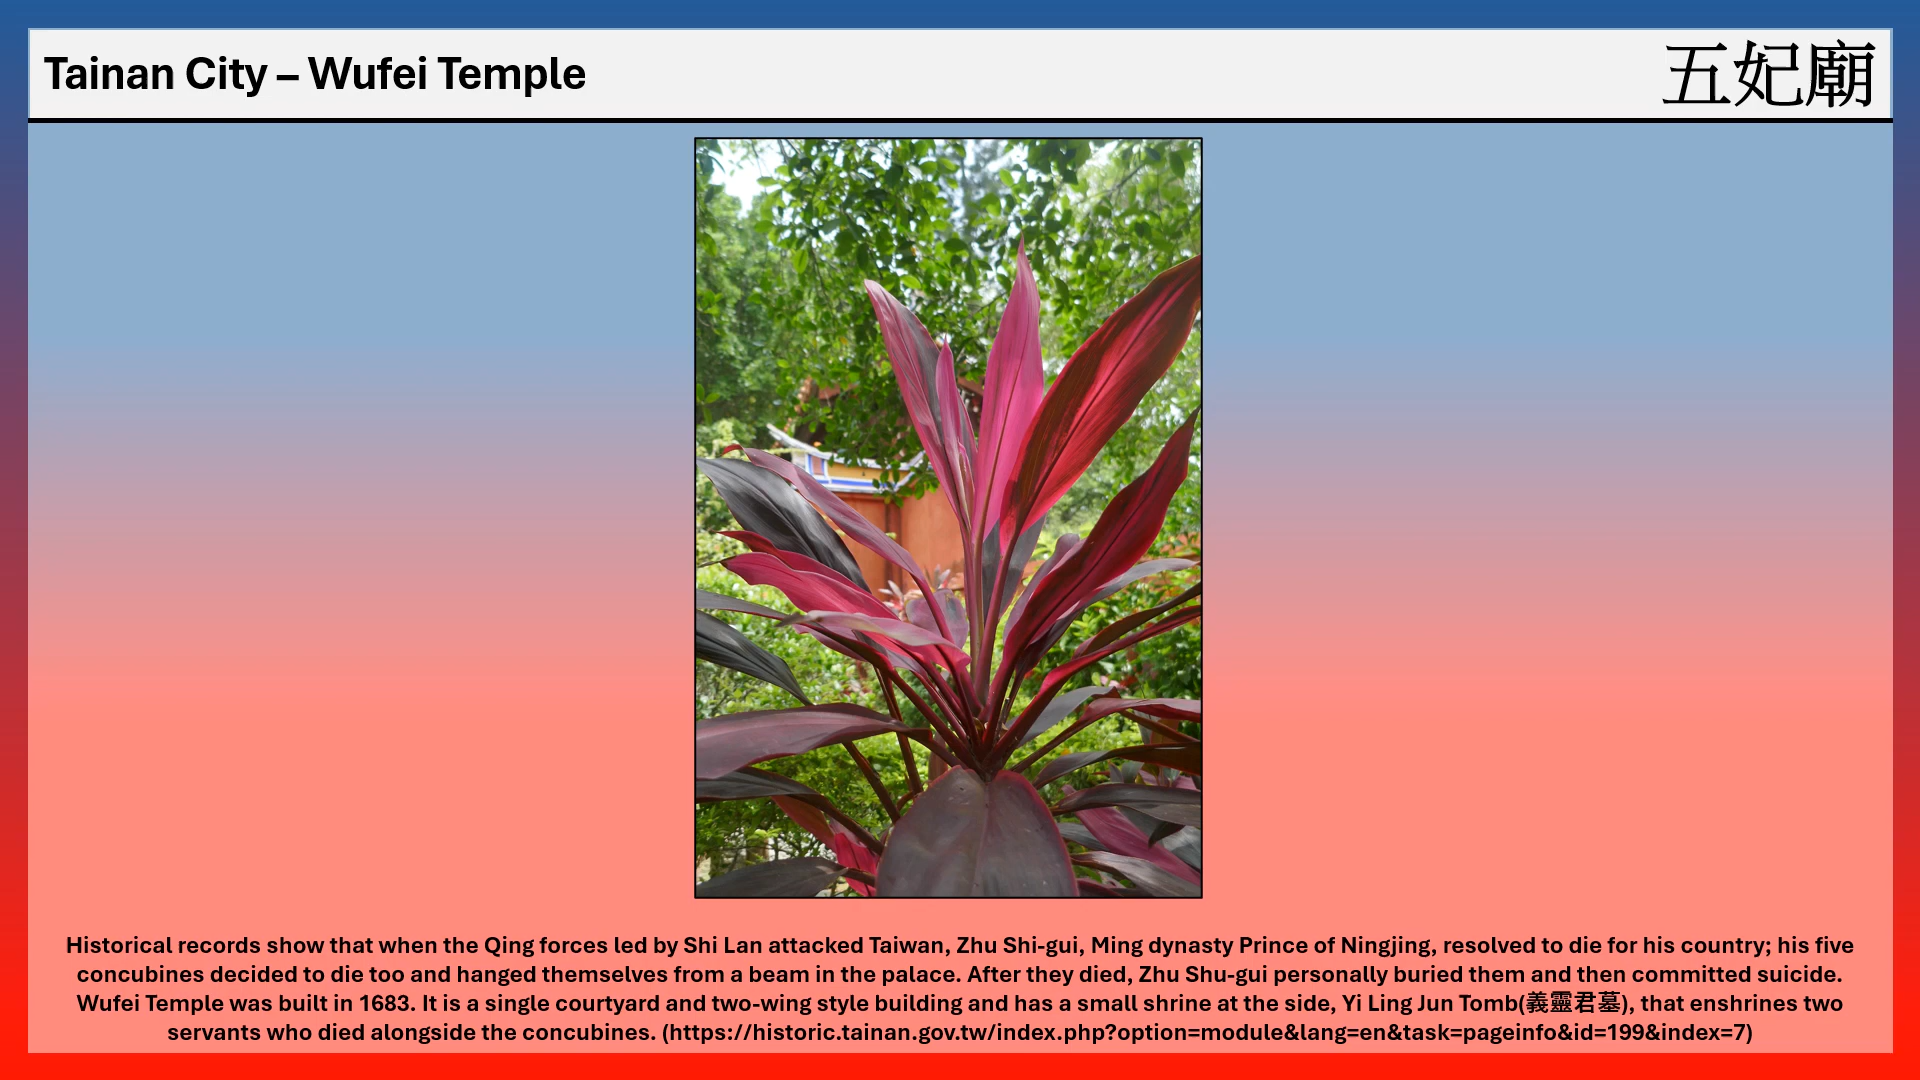 Tainan City – Wufei Temple
五妃廟
Historical records show that when the Qing forces led by Shi Lan attacked Taiwan, Zhu Shi-gui, Ming dynasty Prince of Ningjing, resolved to die for his country; his five
concubines decided to die too and hanged themselves from a beam in the palace. After they died, Zhu Shu-gui personally buried them and then committed suicide.
Wufei Temple was built in 1683. It is a single courtyard and two-wing style building and has a small shrine at the side, Yi Ling Jun Tomb(義靈君墓), that enshrines two
servants who died alongside the concubines. (https://historic.tainan.gov.tw/index.php?option=module&lang=en&task=pageinfo&id=199&index=7)